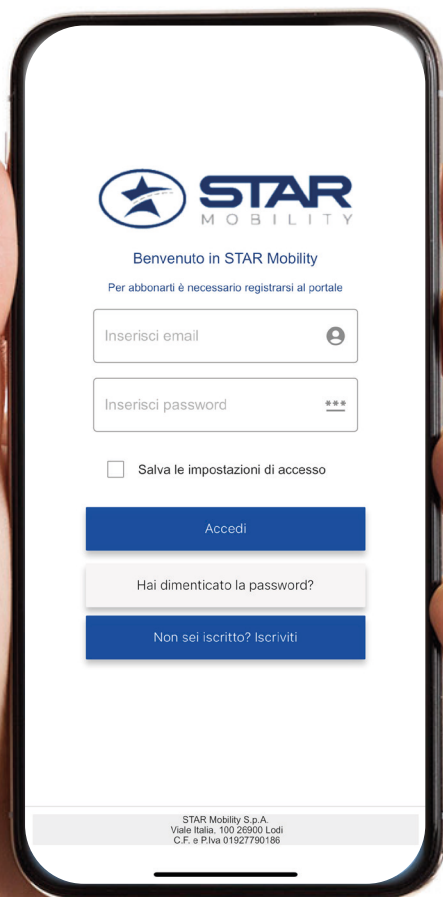 STAR
MOBILITY
Benvenuto in STAR Mobility
Per abbonarti è necessario registrarsi al portale
Inserisci email
Inserisci password
***
Salva le impostazioni di accesso
Accedi
Hai dimenticato la password?
Non sei iscritto? Iscriviti
STAR Mobility S.p.A.
Viale Italia, 100 26900 Lodi
C.F. e P.Iva 01927790186